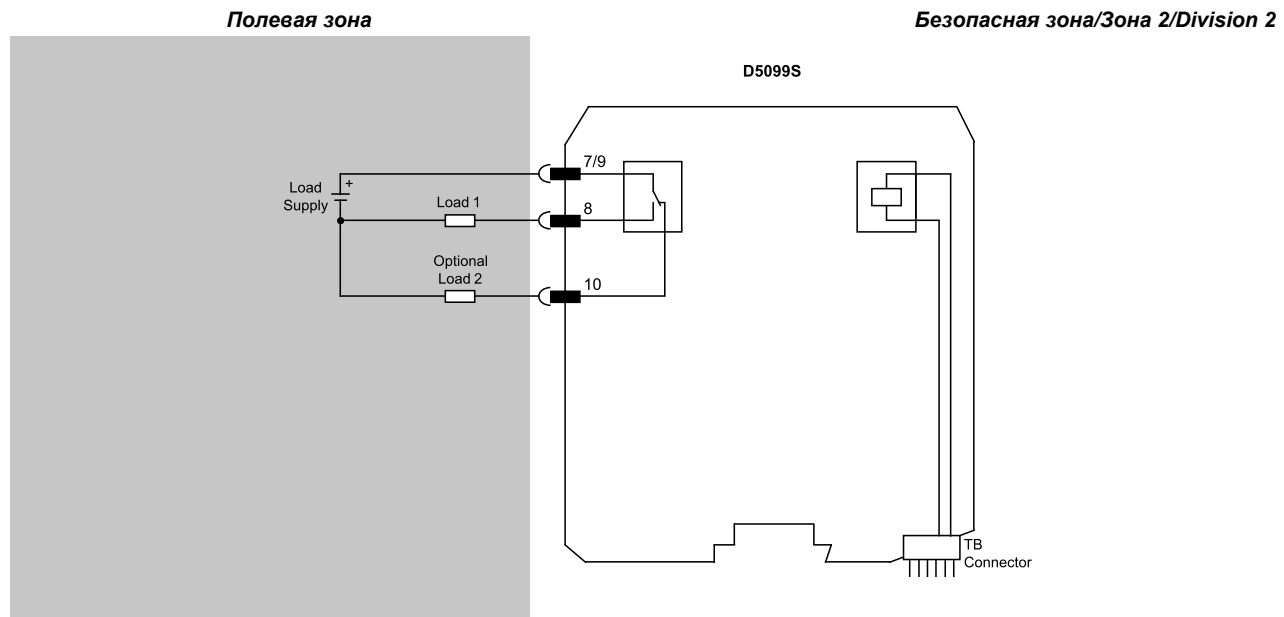 Полевая зона
Безопасная зона/Зона 2/Division 2
D5099S
7/9
+
Load
Supply
Load 1
8
Optional
Load 2
10
TB
Connector